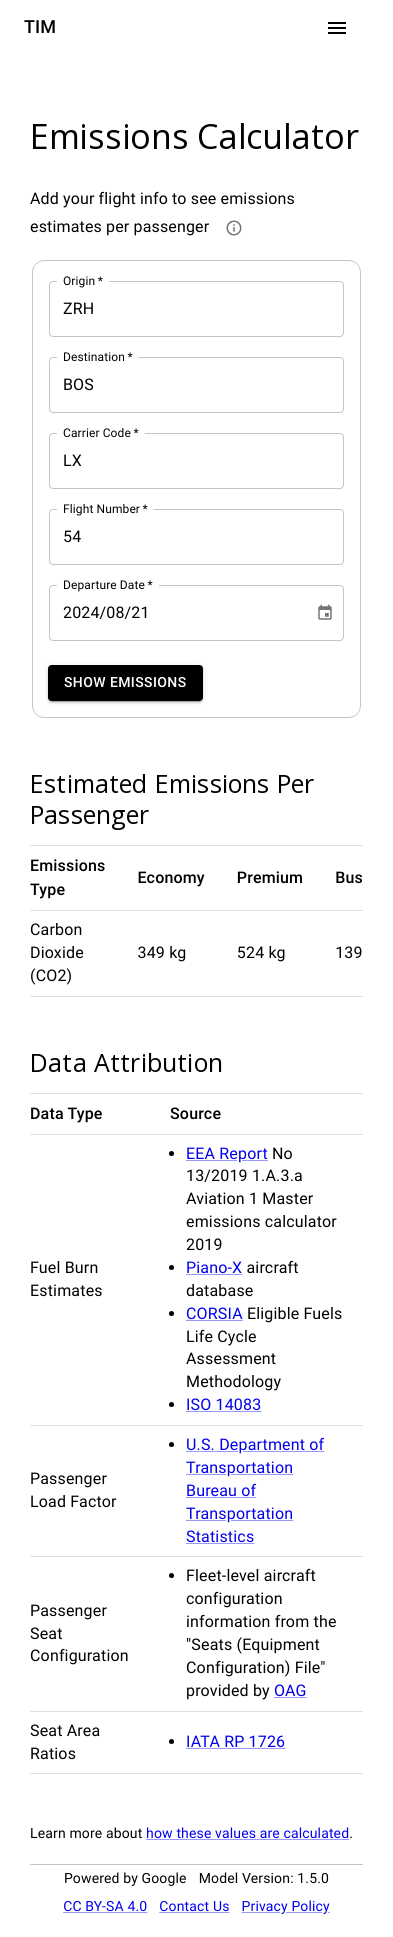 TIM
Emissions Calculator
Add your flight info to see emissions
estimates per passenger
Origin *
ZRH
Destination *
BOS
Carrier Code *
LX
Flight Number *
54
Departure Date *
2024/08/21
SHOW EMISSIONS
Estimated Emissions Per
Passenger
Emissions
Type
Economy
Premium
Bus
Carbon
Dioxide
(CO2)
349 kg
524 kg
139
Data Attribution
Data Type
Source
Fuel Burn
Estimates
• EEA Report No
13/2019 1.A.3.a
Aviation 1 Master
emissions calculator
2019
• Piano-X aircraft
database
• CORSIA Eligible Fuels
Life Cycle
Assessment
Methodology
• ISO 14083
Passenger
Load Factor
• U.S. Department of
Transportation
Bureau of
Transportation
Statistics
Passenger
Seat
Configuration
• Fleet-level aircraft
configuration
information from the
"Seats (Equipment
Configuration) File"
provided by OAG
Seat Area
Ratios
• IATA RP 1726
Learn more about how these values are calculated.
Powered by Google Model Version: 1.5.0
CC BY-SA 4.0 Contact Us Privacy Policy